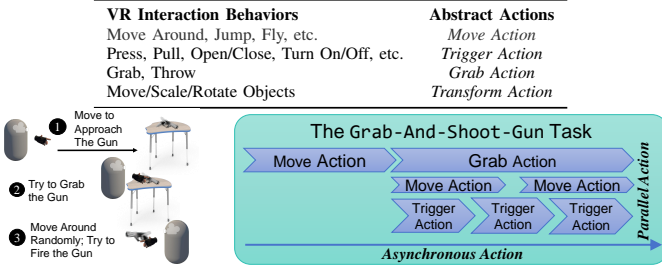 VR Interaction Behaviors Abstract Actions
Move Around, Jump, Fly, etc. Move Action
Press, Pull, Open/Close, Turn On/Off, etc. Trigger Action
Grab, Throw Grab Action
Move/Scale/Rotate Objects Transform Action
1 Move to
Approach
The Gun
2 Try to Grab
the Gun
3 Move Around
Randomly; Try to
Fire the Gun
The Grab-And-Shoot-Gun Task
Move Action Grab Action
Move Action Move Action
Trigger Action Trigger Action Trigger Action
Asynchronous Action
Parallel Action